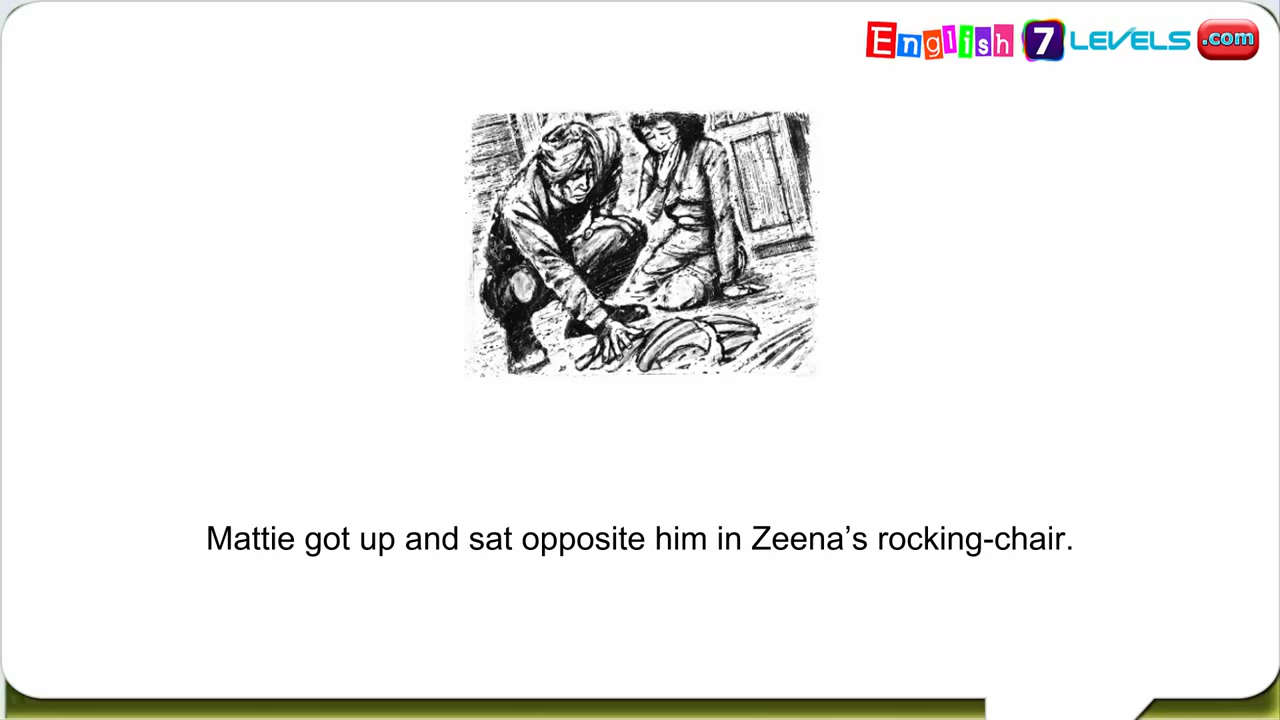 English 7 LEVELS .com
Mattie got up and sat opposite him in Zeena’s rocking-chair.